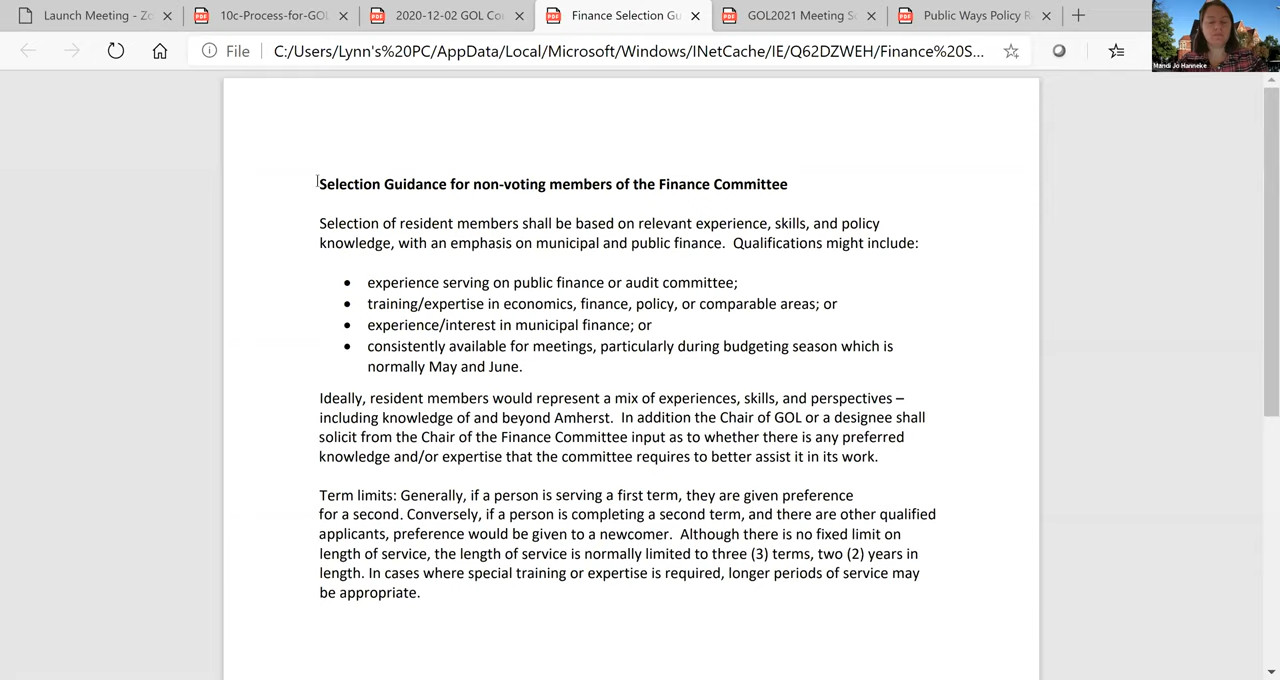 Launch Meeting - Zo
10c-Process-for-GOL
2020-12-02 GOL Co
Finance Selection Gu
GOL2021 Meeting S
Public Ways Policy R
File
C:/Users/Lynn's%20PC/AppData/Local/Microsoft/Windows/INetCache/IE/Q62DZWEH/Finance%20S...
Mandi Jo Hanneke
Selection Guidance for non-voting members of the Finance Committee
Selection of resident members shall be based on relevant experience, skills, and policy
knowledge, with an emphasis on municipal and public finance.  Qualifications might include:
• experience serving on public finance or audit committee;
• training/expertise in economics, finance, policy, or comparable areas; or
• experience/interest in municipal finance; or
• consistently available for meetings, particularly during budgeting season which is
normally May and June.
Ideally, resident members would represent a mix of experiences, skills, and perspectives –
including knowledge of and beyond Amherst.  In addition the Chair of GOL or a designee shall
solicit from the Chair of the Finance Committee input as to whether there is any preferred
knowledge and/or expertise that the committee requires to better assist it in its work.
Term limits: Generally, if a person is serving a first term, they are given preference
for a second. Conversely, if a person is completing a second term, and there are other qualified
applicants, preference would be given to a newcomer.  Although there is no fixed limit on
length of service, the length of service is normally limited to three (3) terms, two (2) years in
length. In cases where special training or expertise is required, longer periods of service may
be appropriate.